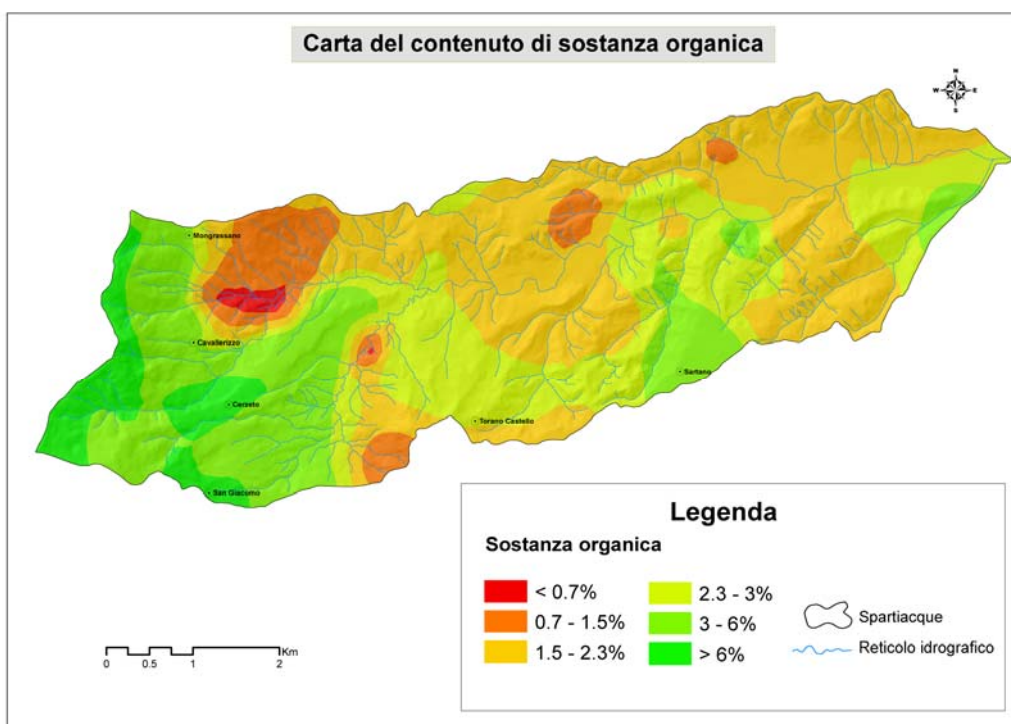 Carta del contenuto di sostanza organica
N
W E
S
Mongrassano
Cavallerizzo
Cerzeto
San Giacomo
Torano Castello
Sartano
Legenda
Sostanza organica
< 0.7%
0.7 - 1.5%
1.5 - 2.3%
2.3 - 3%
3 - 6%
> 6%
Spartiacque
Reticolo idrografico
Km
0 0.5 1 2